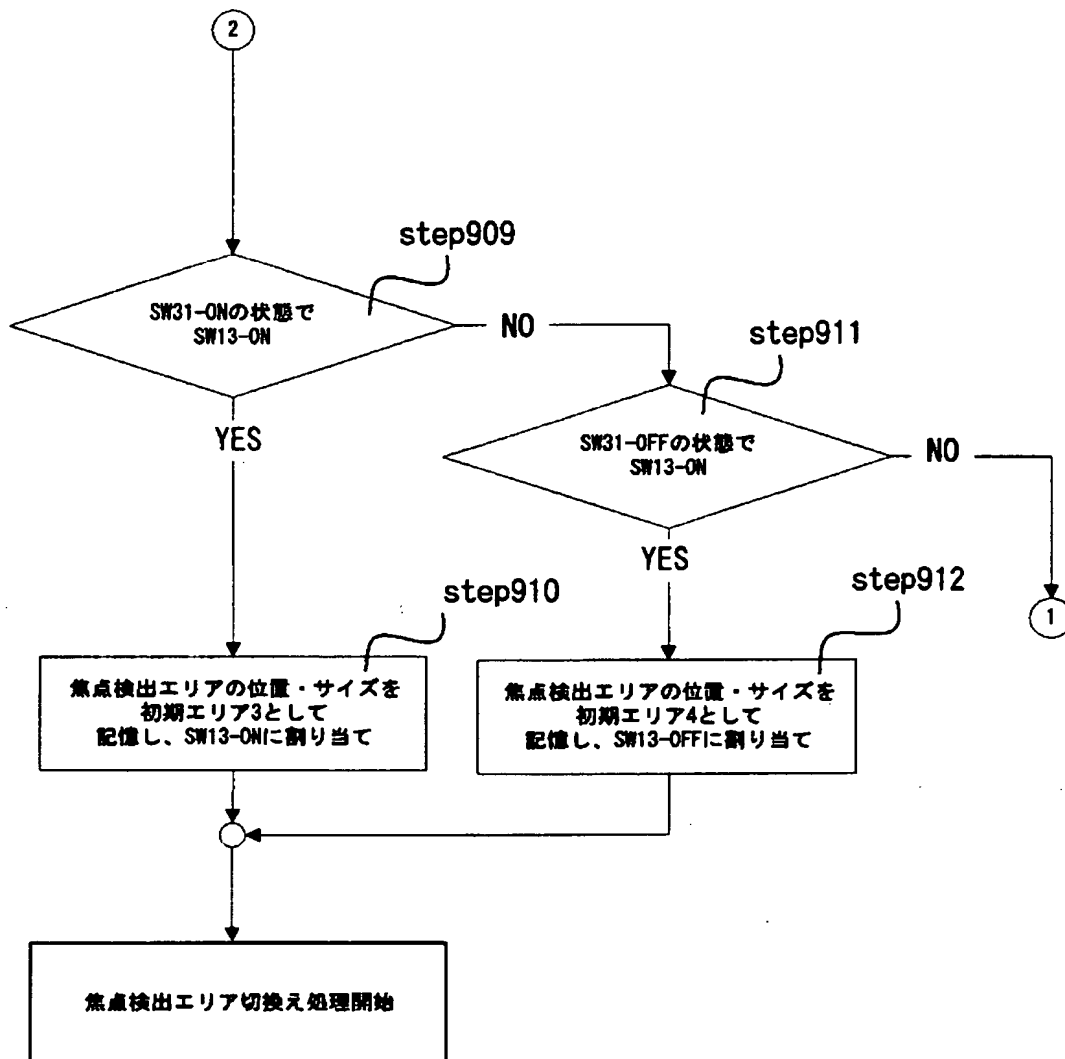 2
step909
SW31-ONの状態で
SW13-ON
NO
step911
YES
SW31-OFFの状態で
SW13-ON
NO
YES
step910
step912
1
焦点検出エリアの位置・サイズを
初期エリア3として
記憶し、SW13-ONに割り当て
焦点検出エリアの位置・サイズを
初期エリア4として
記憶し、SW13-OFFに割り当て
焦点検出エリア切換え処理開始